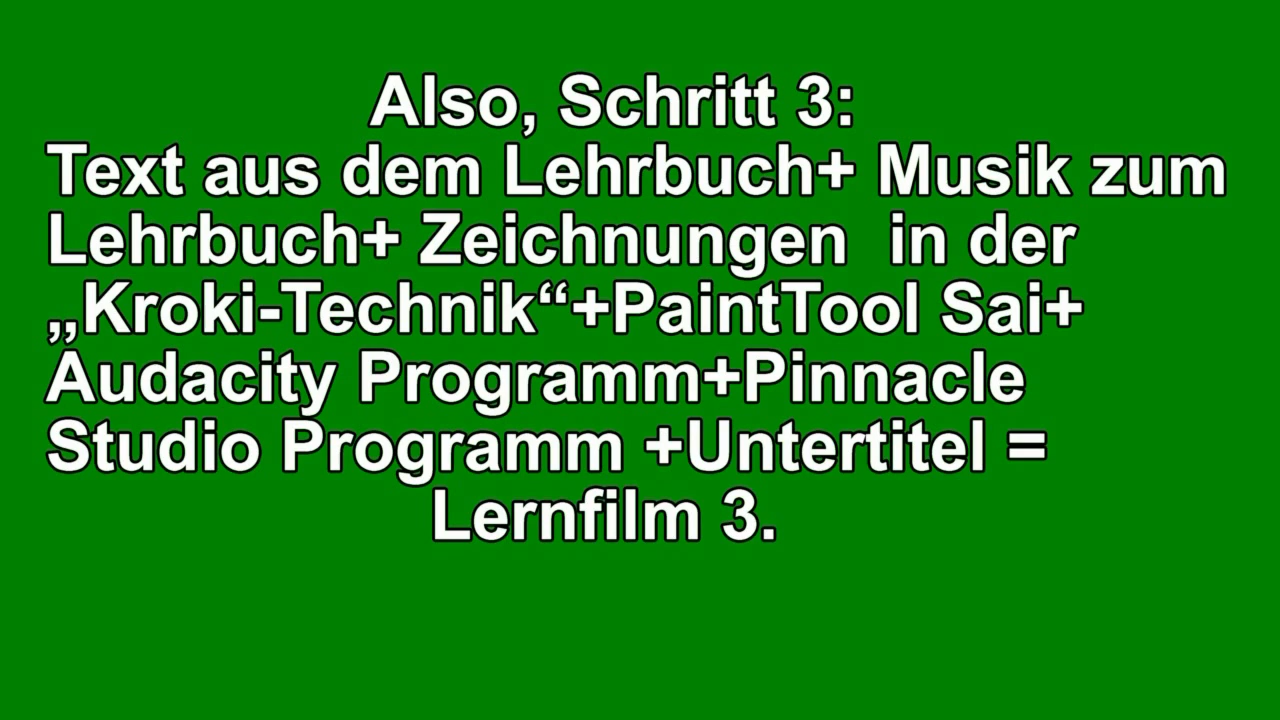 Also, Schritt 3:
Text aus dem Lehrbuch+ Musik zum
Lehrbuch+ Zeichnungen  in der
„Kroki-Technik“+PaintTool Sai+
Audacity Programm+Pinnacle
Studio Programm +Untertitel =
Lernfilm 3.